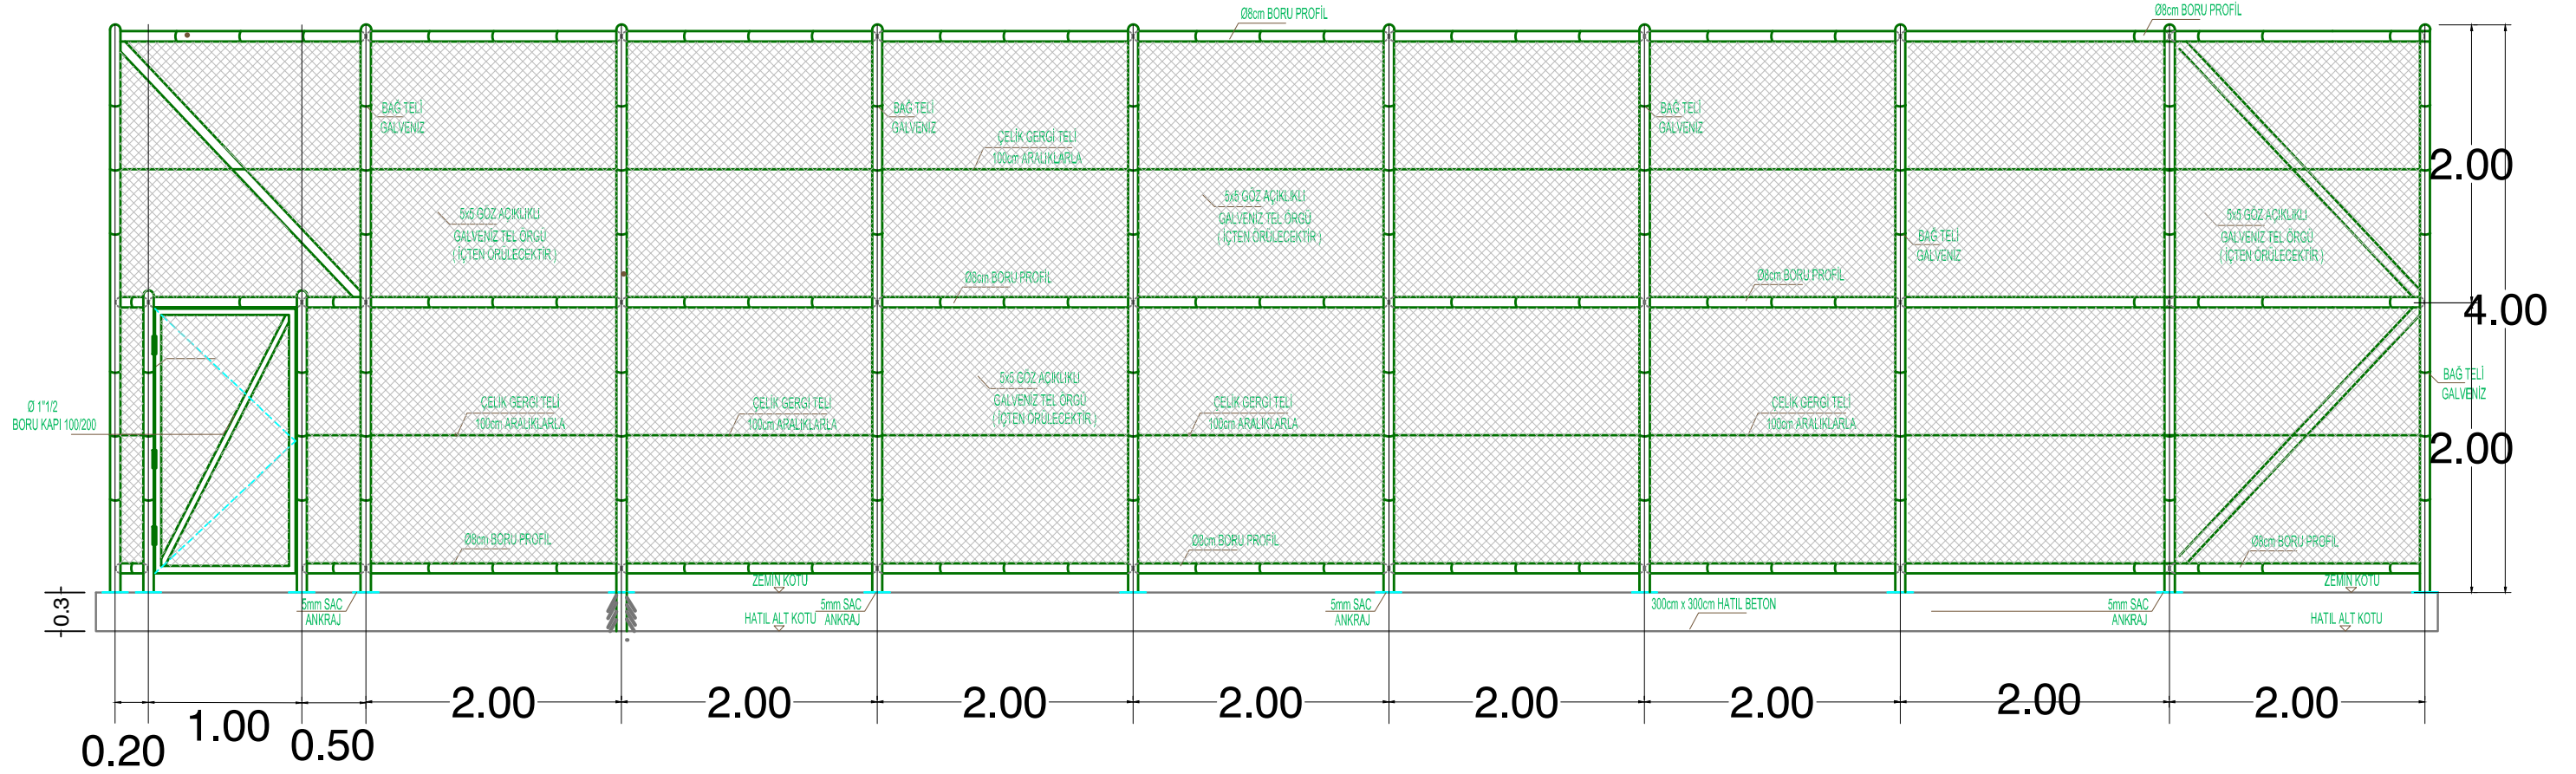 Ø8cm BORU PROFİL
Ø8cm BORU PROFİL
BAĞ TELİ
GALVENİZ
BAĞ TELİ
GALVENİZ
ÇELİK GERGİ TELİ
100cm ARALIKLARLA
BAĞ TELİ
GALVENİZ
2.00
5x5 GÖZ AÇIKLIKLI
GALVENİZ TEL ÖRGÜ
( İÇTEN ÖRÜLECEKTİR )
5x5 GÖZ AÇIKLIKLI
GALVENİZ TEL ÖRGÜ
( İÇTEN ÖRÜLECEKTİR )
BAĞ TELİ
GALVENİZ
5x5 GÖZ AÇIKLIKLI
GALVENİZ TEL ÖRGÜ
( İÇTEN ÖRÜLECEKTİR )
Ø8cm BORU PROFİL
Ø8cm BORU PROFİL
4.00
Ø 1"1/2
BORU KAPI 100/200
ÇELİK GERGİ TELİ
100cm ARALIKLARLA
ÇELİK GERGİ TELİ
100cm ARALIKLARLA
5x5 GÖZ AÇIKLIKLI
GALVENİZ TEL ÖRGÜ
( İÇTEN ÖRÜLECEKTİR )
ÇELİK GERGİ TELİ
100cm ARALIKLARLA
ÇELİK GERGİ TELİ
100cm ARALIKLARLA
BAĞ TELİ
GALVENİZ
2.00
Ø8cm BORU PROFİL
Ø8cm BORU PROFİL
Ø8cm BORU PROFİL
0.3
ZEMİN KOTU
ZEMİN KOTU
5mm SAC
ANKRAJ
HATIL ALT KOTU
5mm SAC
ANKRAJ
5mm SAC
ANKRAJ
300cm x 300cm HATIL BETON
5mm SAC
ANKRAJ
HATIL ALT KOTU
0.20
1.00
0.50
2.00
2.00
2.00
2.00
2.00
2.00
2.00
2.00